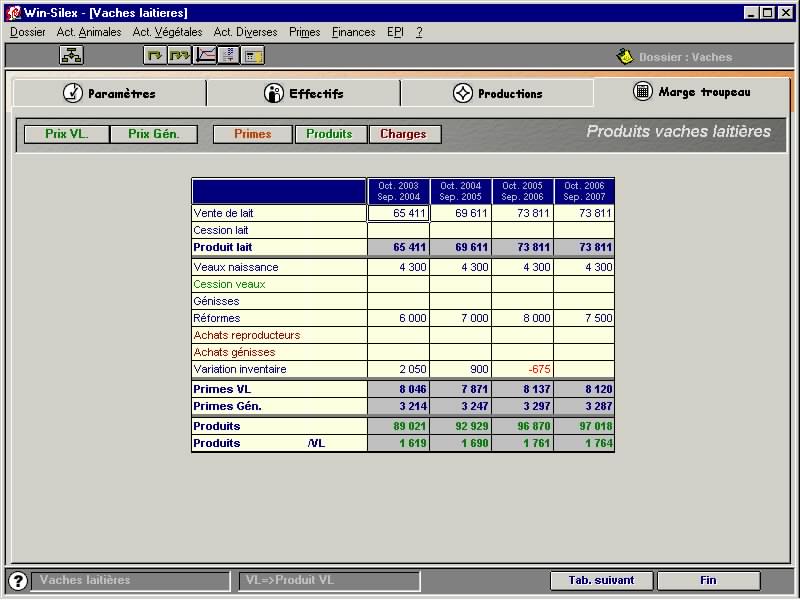 Win-Silex - [Vaches laitieres]
Dossier Act. Animales Act. Végétales Act. Diverses Primes Finances EPI ?
Dossier : Vaches
Paramètres Effectifs Productions Marge troupeau
Prix VL. Prix Gén. Primes Produits Charges Produits vaches laitières
Oct. 2003 Oct. 2004 Oct. 2005 Oct. 2006
Sep. 2004 Sep. 2005 Sep. 2006 Sep. 2007
Vente de lait 65 411 69 611 73 811 73 811
Cession lait
Produit lait 65 411 69 611 73 811 73 811
Veaux naissance 4 300 4 300 4 300 4 300
Cession veaux
Génisses
Réformes 6 000 7 000 8 000 7 500
Achats reproducteurs
Achats génisses
Variation inventaire 2 050 900 -675
Primes VL 8 046 7 871 8 137 8 120
Primes Gén. 3 214 3 247 3 297 3 287
Produits 89 021 92 929 96 870 97 018
Produits /VL 1 619 1 690 1 761 1 764
? Vaches laitières VL=>Produit VL Tab. suivant Fin